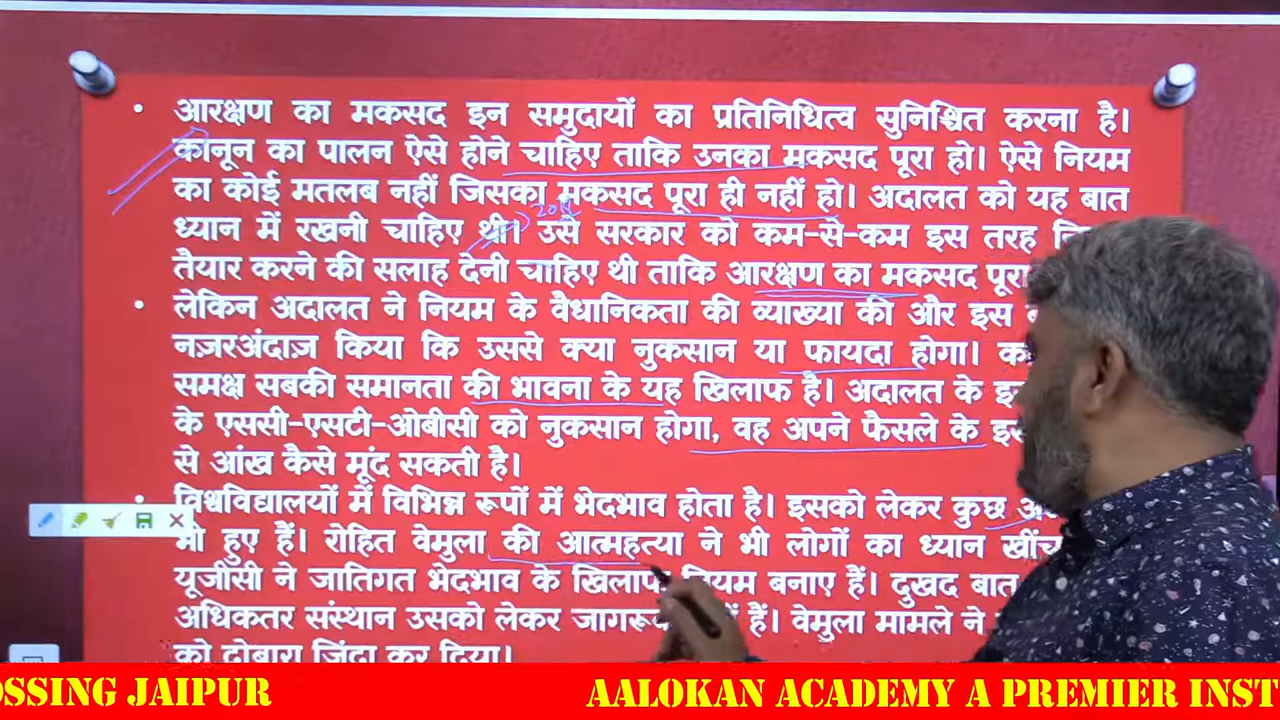 आरक्षण का मकसद इन समुदायों का प्रतिनिधित्व सुनिश्चित करना है।
कानून का पालन ऐसे होने चाहिए ताकि उनका मकसद पूरा हो। ऐसे नियम
का कोई मतलब नहीं जिसका मकसद पूरा ही नहीं हो। अदालत को यह बात
ध्यान में रखनी चाहिए थी। उसे सरकार को कम-से-कम इस तरह
तैयार करने की सलाह देनी चाहिए थी ताकि आरक्षण का मकसद पूरा
लेकिन अदालत ने नियम के वैधानिकता की व्याख्या की और इस
नज़रअंदाज़ किया कि उससे क्या नुकसान या फायदा होगा।
समक्ष सबकी समानता की भावना के यह खिलाफ है। अदालत के
के एससी-एसटी-ओबीसी को नुकसान होगा, वह अपने फैसले के
से आंख कैसे मूंद सकती है।
विश्वविद्यालयों में विभिन्न रूपों में भेदभाव होता है। इसको लेकर कुछ
भी हुए हैं। रोहित वेमुला की आत्महत्या ने भी लोगों का ध्यान
यूजीसी ने जातिगत भेदभाव के खिलाफ नियम बनाए हैं। दुखद बात
अधिकतर संस्थान उसको लेकर हैं। वेमुला मामले ने
को दोबारा जिंदा कर दिया।
OSSING JAIPUR AALOKAN ACADEMY A PREMIER INST